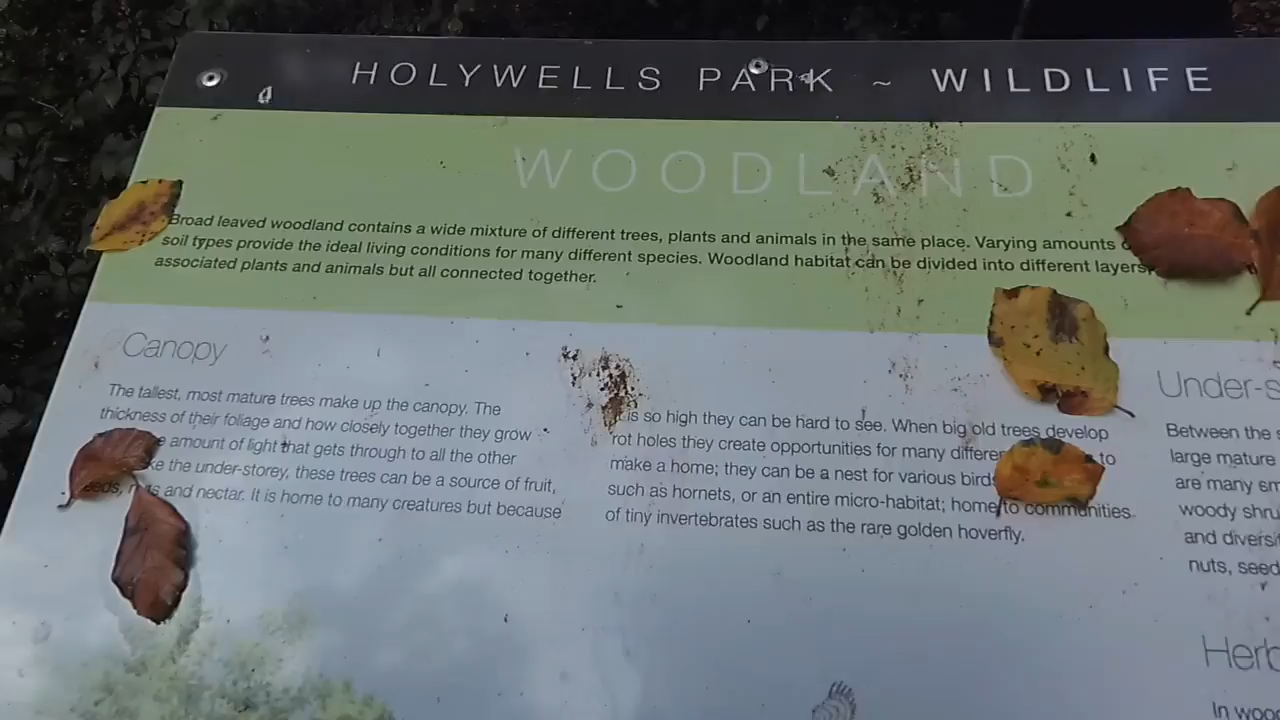 HOLYWELLS PARK ~ WILDLIFE
WOODLAND
Broad leaved woodland contains a wide mixture of different trees, plants and animals in the same place. Varying amounts
soil types provide the ideal living conditions for many different species. Woodland habitat can be divided into different layers,
associated plants and animals but all connected together.
Canopy
The tallest, most mature trees make up the canopy. The
thickness of their foliage and how closely together they grow
amount of light that gets through to all the other
the under-storey, these trees can be a source of fruit,
and nectar. It is home to many creatures but because
is so high they can be hard to see. When big old trees develop
rot holes they create opportunities for many to
make a home; they can be a nest for various
such as hornets, or an entire micro-habitat; home to communities
of tiny invertebrates such as the rare golden hoverfly.
Under-s
Between the
large mature
are many
woody
and
nuts,
In